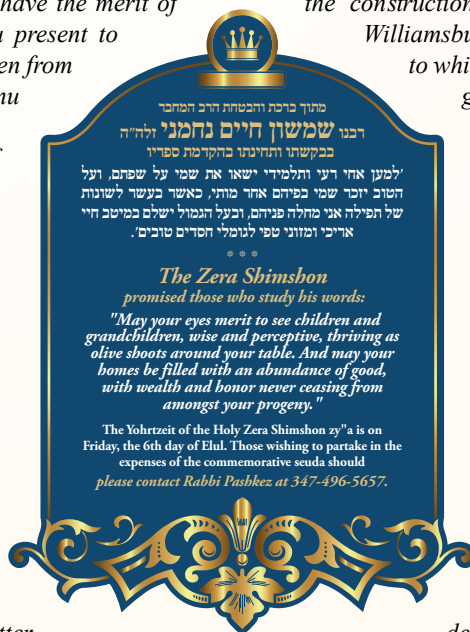 have the merit of
present to
en from
nu
the construction
Williamsbu
to whi
g
מתוך ברכת והבטחת הרב המחבר
רבנו שמשון חיים נחמני זלה״ה
בבקשתו ותחינתו בהקדמת ספריו
'למען אחי רעי ותלמידי ישאו את שמי על שפתם, ועל
הטוב יזכר שמי בפיהם אחר מותי, כאשר בעשר לשונות
של תפילה אני מחלה פניהם, ובעל הגמול ישלם במיטב חיי
אריכי ומזוני טפי לגומלי חסדים טובים'.
* * *
The Zera Shimshon
promised those who study his words:
"May your eyes merit to see children and
grandchildren, wise and perceptive, thriving as
olive shoots around your table. And may your
homes be filled with an abundance of good,
with wealth and honor never ceasing from
amongst your progeny."
The Yohrtzeit of the Holy Zera Shimshon zy"a is on
Friday, the 6th day of Elul. Those wishing to partake in the
expenses of the commemorative seuda should
please contact Rabbi Pashkez at 347-496-5657.
tter
de